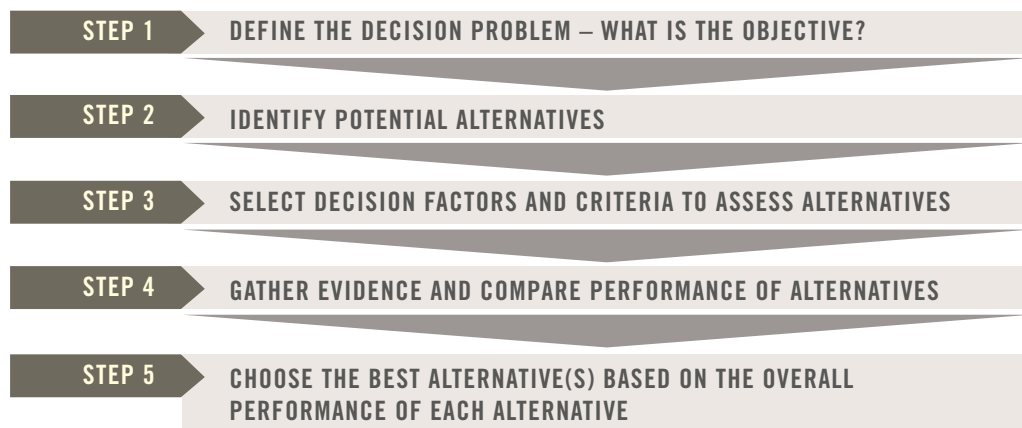 STEP 1
DEFINE THE DECISION PROBLEM – WHAT IS THE OBJECTIVE?
STEP 2
IDENTIFY POTENTIAL ALTERNATIVES
STEP 3
SELECT DECISION FACTORS AND CRITERIA TO ASSESS ALTERNATIVES
STEP 4
GATHER EVIDENCE AND COMPARE PERFORMANCE OF ALTERNATIVES
STEP 5
CHOOSE THE BEST ALTERNATIVE(S) BASED ON THE OVERALL
PERFORMANCE OF EACH ALTERNATIVE